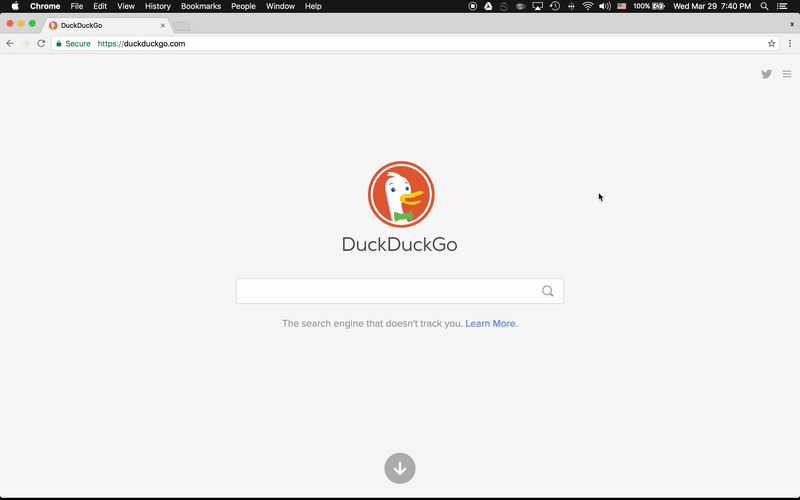 Chrome File Edit View History Bookmarks People Window Help 100% Wed Mar 29 7:40 PM
DuckDuckGo
Secure https://duckduckgo.com
DuckDuckGo
The search engine that doesn't track you. Learn More.